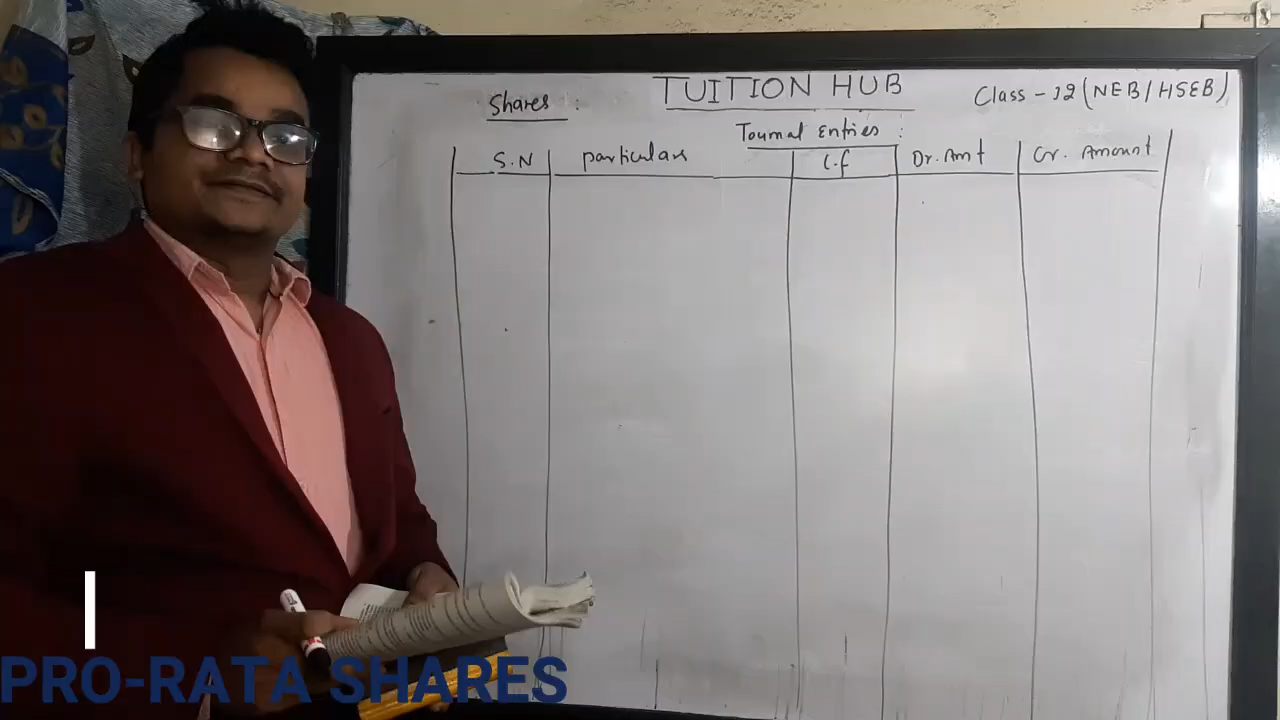 TUITION HUB
Shares :
Class - 12 (NEB/HSEB)
Journal Entries :
S.N particulars L.f Dr. Amt Cr. Amount
PRO-RATA SHARES